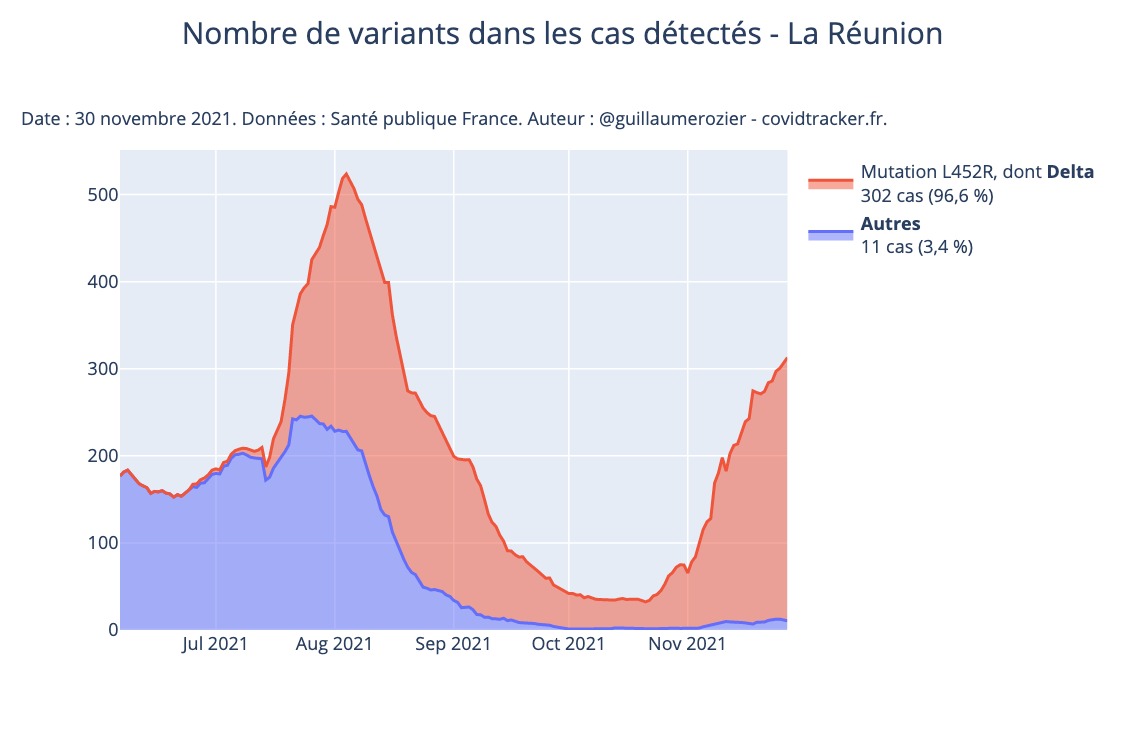 Nombre de variants dans les cas détectés - La Réunion
Date : 30 novembre 2021. Données : Santé publique France. Auteur : @guillaumerozier - covidtracker.fr.
Mutation L452R, dont Delta
302 cas (96,6 %)
Autres
11 cas (3,4 %)
500
400
300
200
100
0
Jul 2021
Aug 2021
Sep 2021
Oct 2021
Nov 2021